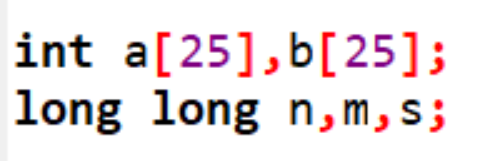 int a[25],b[25];
long long n,m,s;